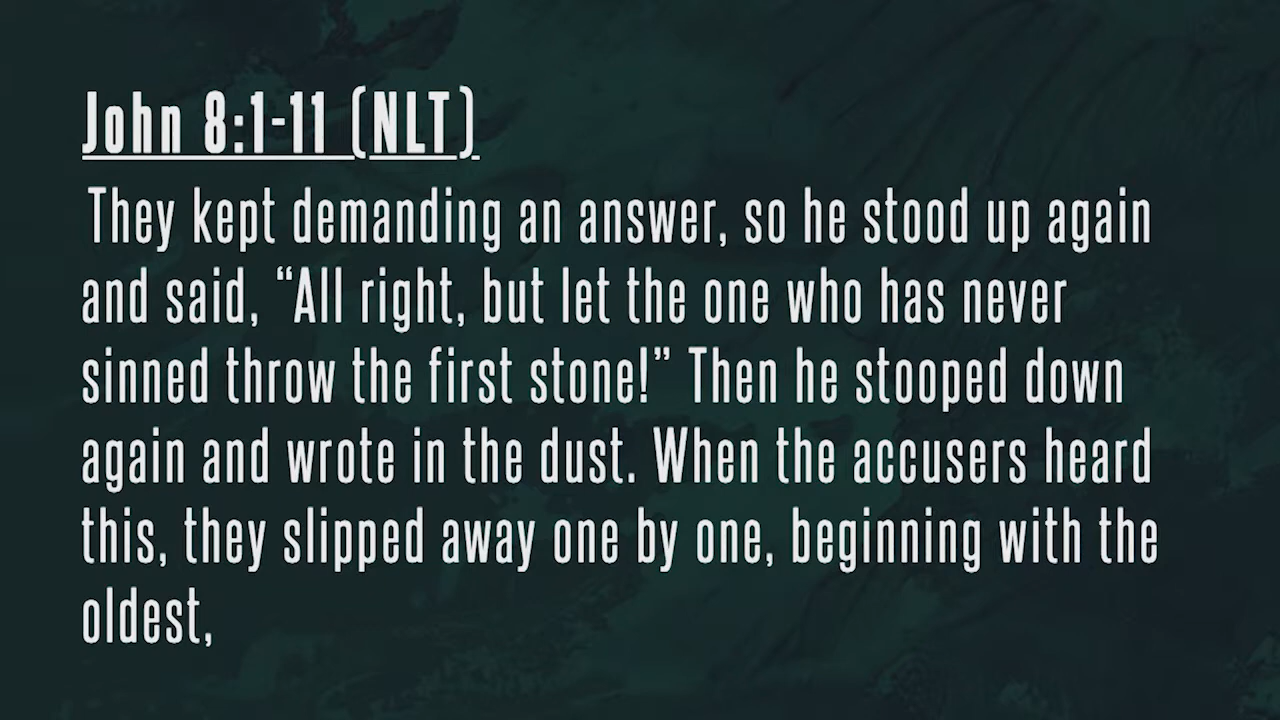 John 8:1-11 (NLT)
They kept demanding an answer, so he stood up again
and said, “All right, but let the one who has never
sinned throw the first stone!” Then he stooped down
again and wrote in the dust. When the accusers heard
this, they slipped away one by one, beginning with the
oldest,